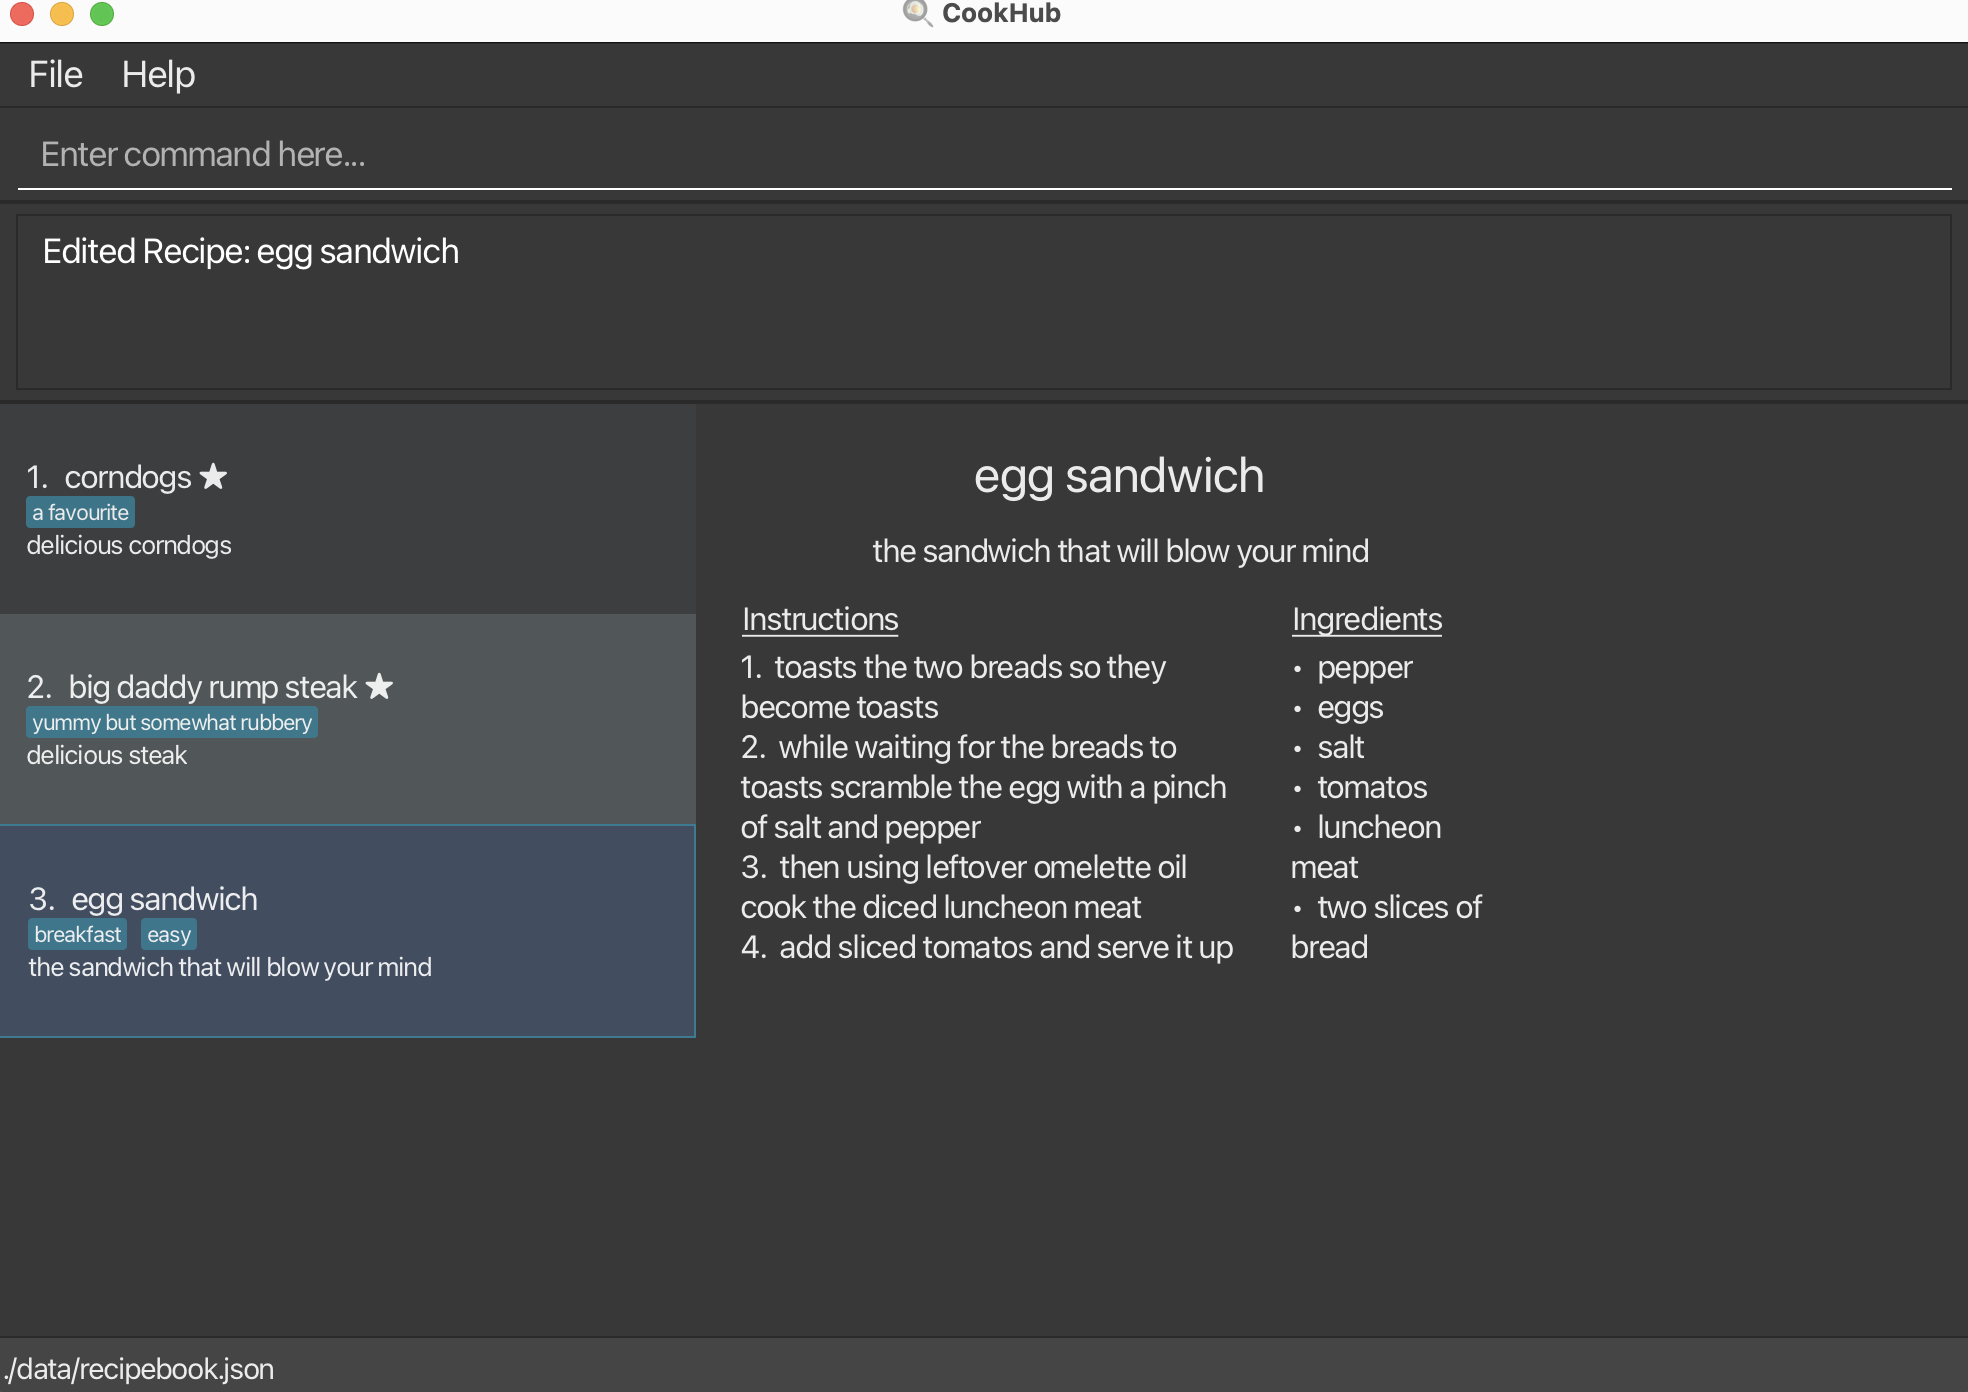 CookHub
File Help
Enter command here...
Edited Recipe: egg sandwich
1. corndogs ★
a favourite
delicious corndogs
2. big daddy rump steak ★
yummy but somewhat rubbery
delicious steak
3. egg sandwich
breakfast easy
the sandwich that will blow your mind
egg sandwich
the sandwich that will blow your mind
Instructions
1. toasts the two breads so they
become toasts
2. while waiting for the breads to
toasts scramble the egg with a pinch
of salt and pepper
3. then using leftover omelette oil
cook the diced luncheon meat
4. add sliced tomatos and serve it up
Ingredients
• pepper
• eggs
• salt
• tomatos
• luncheon
meat
• two slices of
bread
./data/recipebook.json